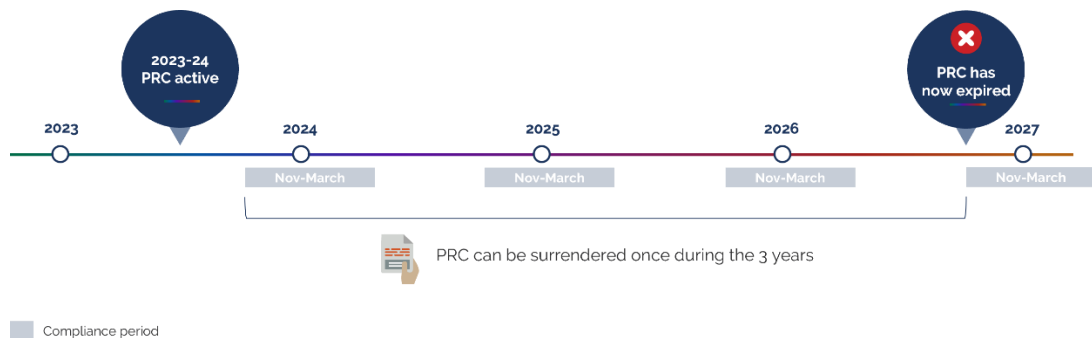 2023-24
PRC active
PRC has
now expired
2023
2024
2025
2026
2027
Nov-March
Nov-March
Nov-March
Nov-March
PRC can be surrendered once during the 3 years
Compliance period